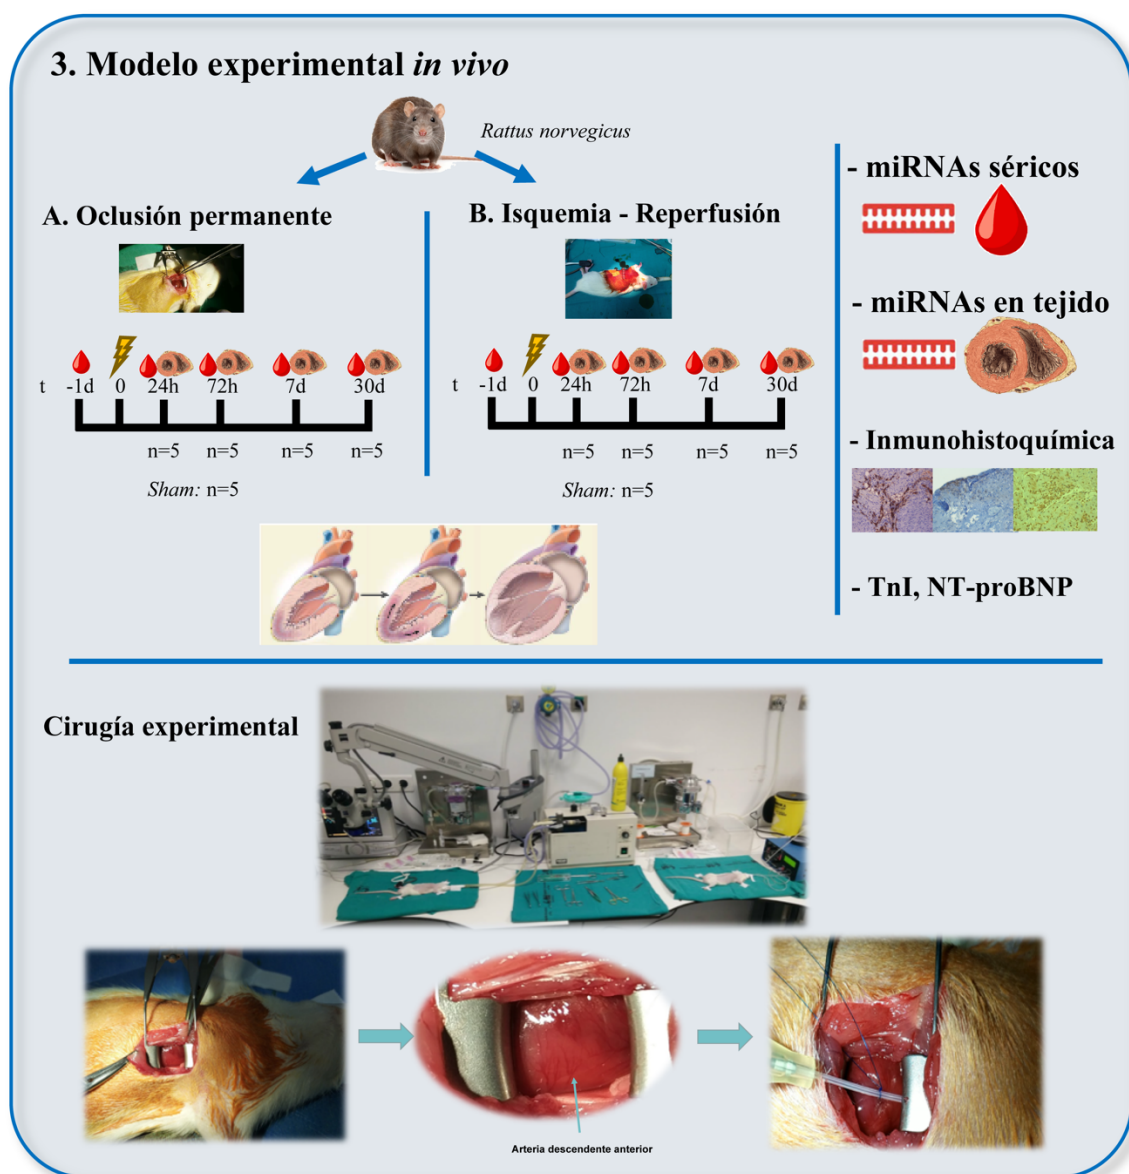 3. Modelo experimental in vivo
Rattus norvegicus
A. Oclusión permanente
t -1d 0 24h 72h 7d 30d
n=5 n=5 n=5 n=5
Sham: n=5
B. Isquemia - Reperfusión
t -1d 0 24h 72h 7d 30d
n=5 n=5 n=5 n=5
Sham: n=5
- miRNAs séricos
- miRNAs en tejido
- Inmunohistoquímica
- TnI, NT-proBNP
Cirugía experimental
Arteria descendente anterior